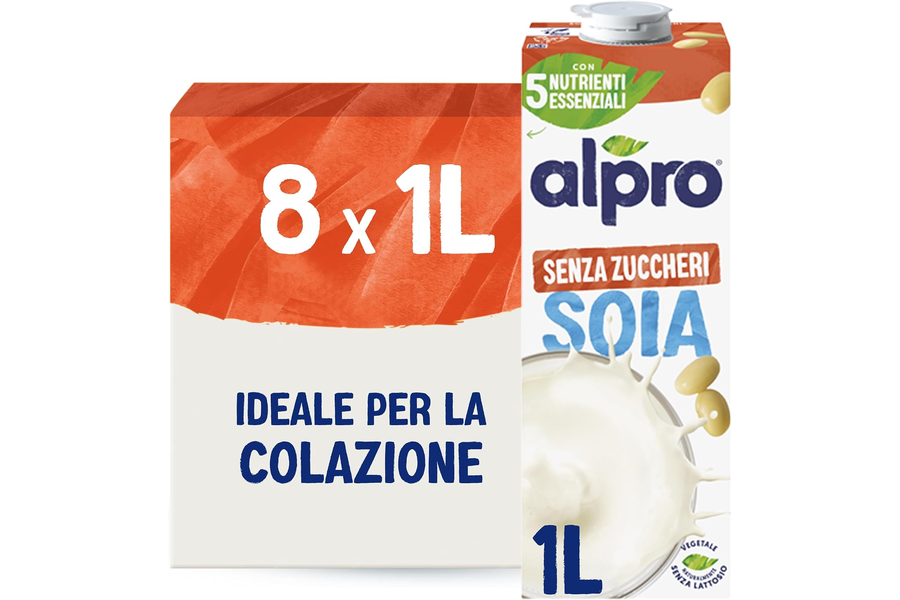 8 x 1L
IDEALE PER LA
COLAZIONE
CON
5 NUTRIENTI
ESSENZIALI
alpro®
SENZA ZUCCHERI
SOIA
1L
VEGETALE
NATURALMENTE
SENZA LATTOSIO